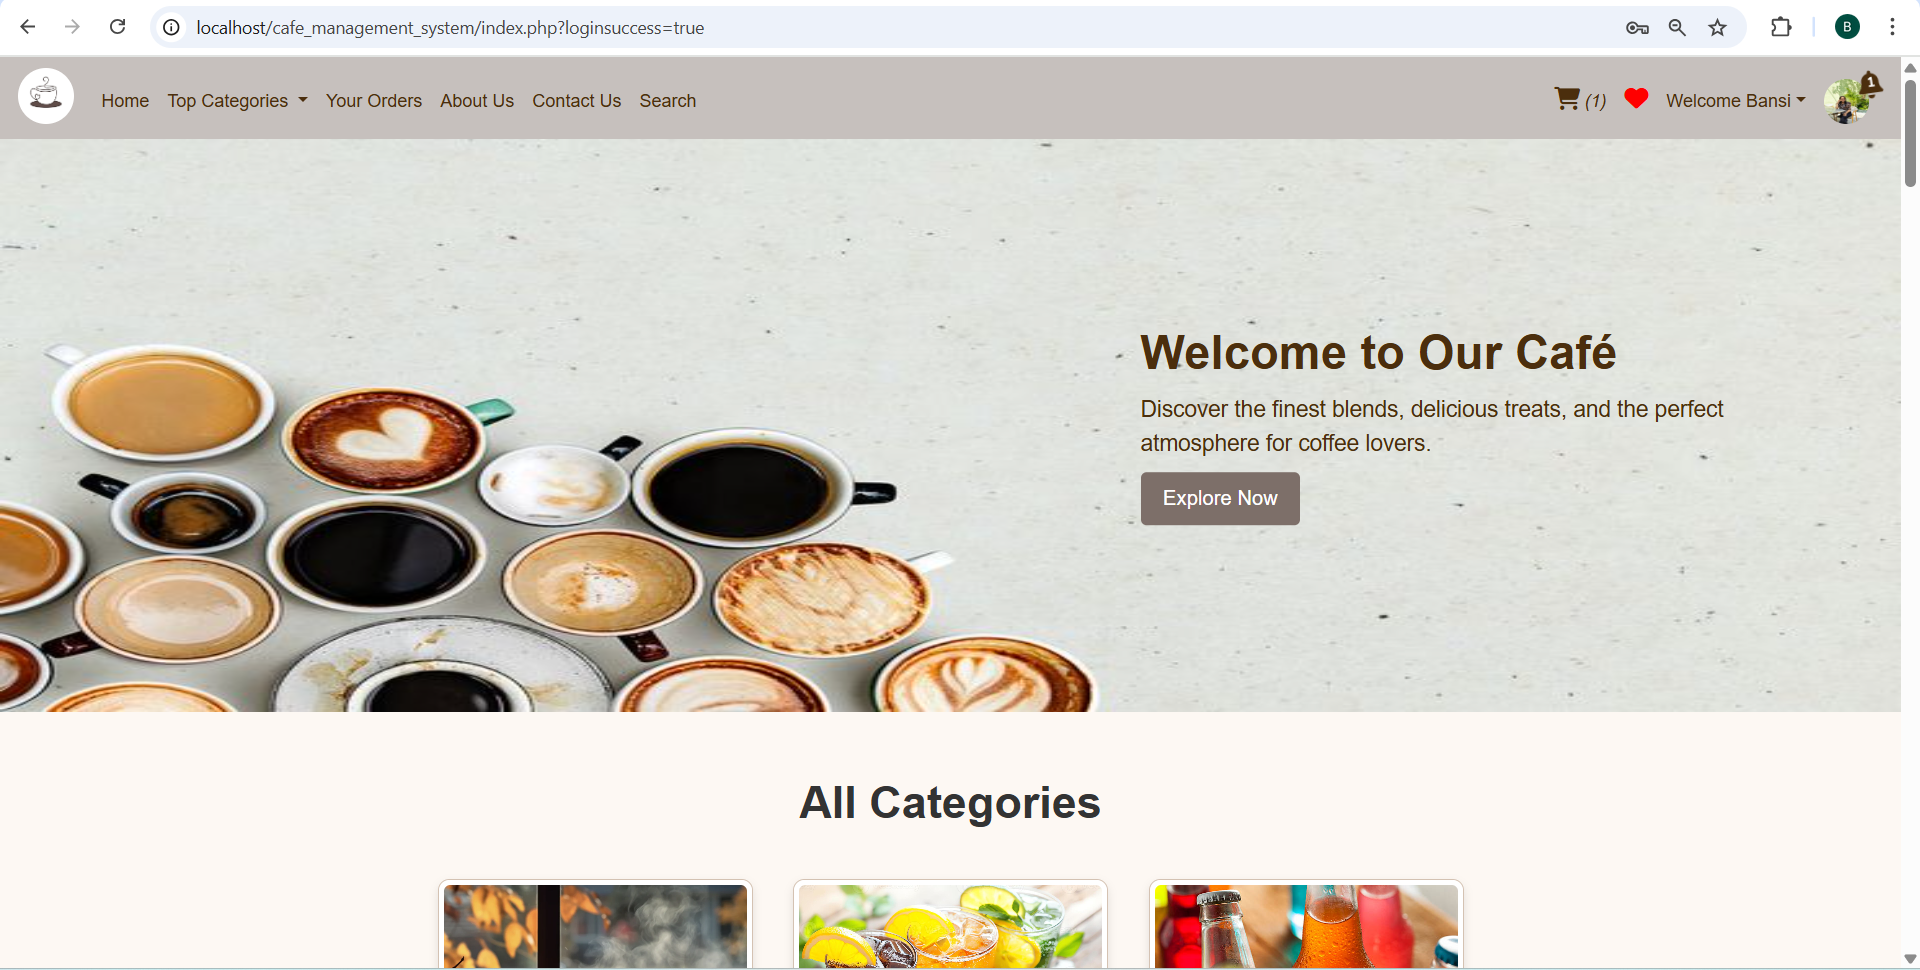 localhost/cafe_management_system/index.php?loginsuccess=true
B
Home Top Categories Your Orders About Us Contact Us Search (1) Welcome Bansi 1
Welcome to Our Café
Discover the finest blends, delicious treats, and the perfect
atmosphere for coffee lovers.
Explore Now
All Categories